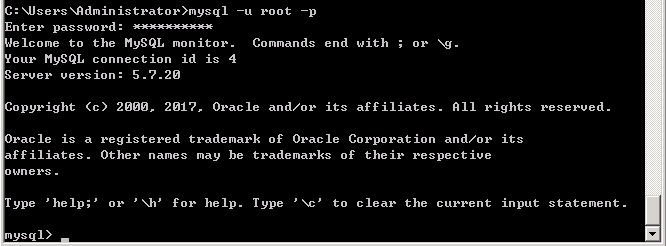 C:\Users\Administrator>mysql -u root -p
Enter password: **********
Welcome to the MySQL monitor.  Commands end with ; or \g.
Your MySQL connection id is 4
Server version: 5.7.20
Copyright (c) 2000, 2017, Oracle and/or its affiliates. All rights reserved.
Oracle is a registered trademark of Oracle Corporation and/or its
affiliates. Other names may be trademarks of their respective
owners.
Type 'help;' or '\h' for help. Type '\c' to clear the current input statement.
mysql> _